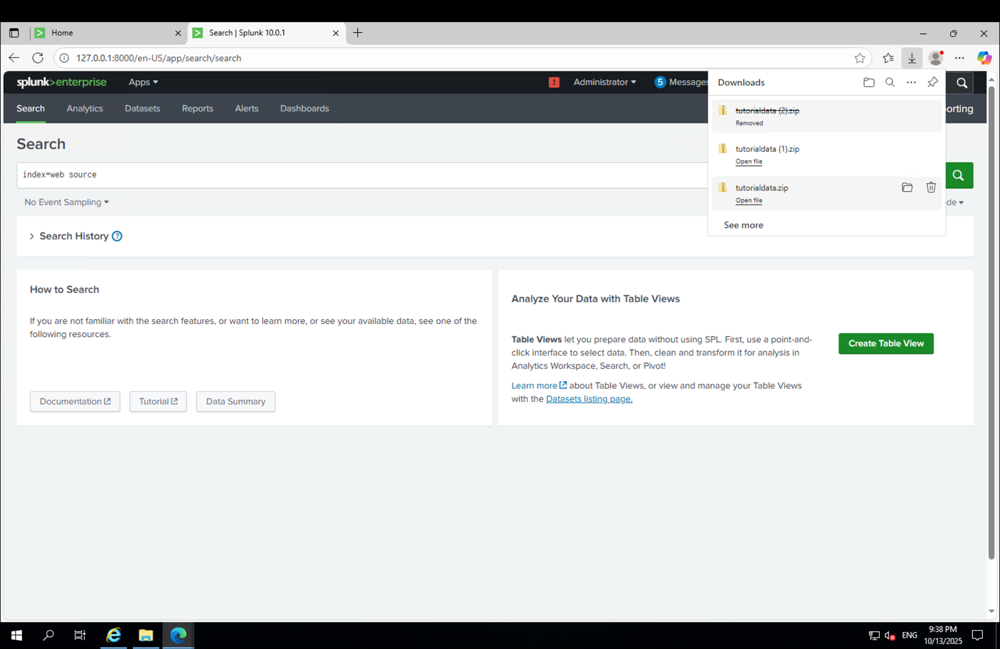 Home
Search | Splunk 10.0.1
127.0.0.1:8000/en-US/app/search/search
splunk>enterprise
Apps
Administrator
5 Messages
Search
Analytics
Datasets
Reports
Alerts
Dashboards
orting
Downloads
tutorialdata (2).zip
Removed
tutorialdata (1).zip
Open file
tutorialdata.zip
Open file
See more
Search
index=web source
No Event Sampling
de
Search History
How to Search
If you are not familiar with the search features, or want to learn more, or see your available data, see one of the
following resources.
Documentation
Tutorial
Data Summary
Analyze Your Data with Table Views
Table Views let you prepare data without using SPL. First, use a point-and-
click interface to select data. Then, clean and transform it for analysis in
Analytics Workspace, Search, or Pivot!
Learn more about Table Views, or view and manage your Table Views
with the Datasets listing page.
Create Table View
ENG
9:38 PM
10/13/2025